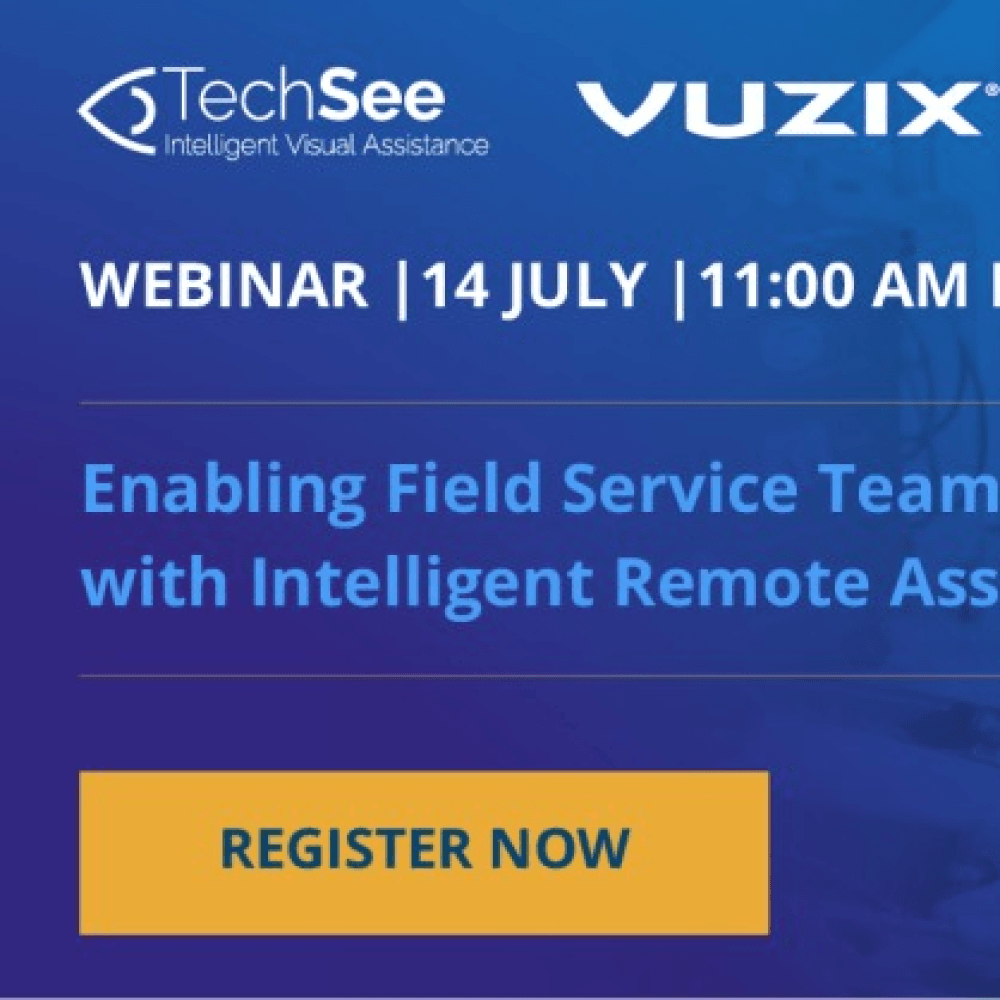 TechSee VUZIX®
Intelligent Visual Assistance
WEBINAR |14 JULY |11:00 AM
Enabling Field Service Team
with Intelligent Remote Ass
REGISTER NOW